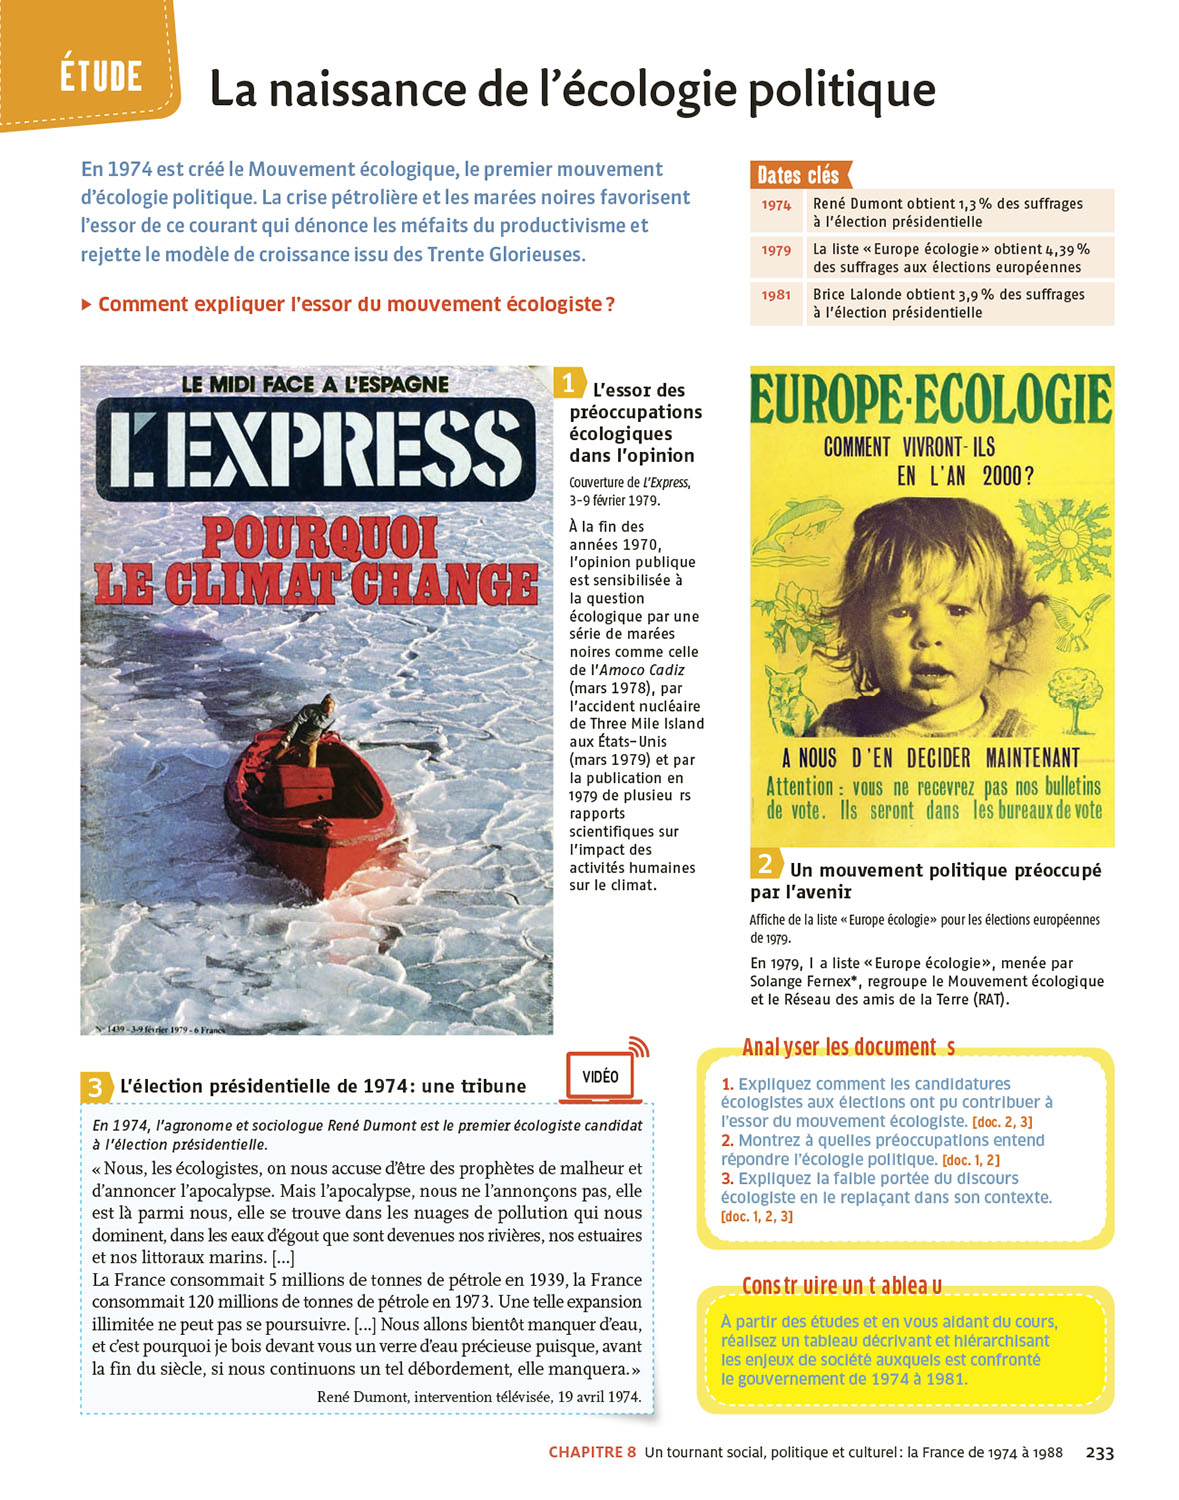 ÉTUDE
La naissance de l’écologie politique
En 1974 est créé le Mouvement écologique, le premier mouvement
d’écologie politique. La crise pétrolière et les marées noires favorisent
l’essor de ce courant qui dénonce les méfaits du productivisme et
rejette le modèle de croissance issu des Trente Glorieuses.
▶ Comment expliquer l’essor du mouvement écologiste ?
Dates clés
1974 René Dumont obtient 1,3 % des suffrages
à l’élection présidentielle
1979 La liste « Europe écologie » obtient 4,39 %
des suffrages aux élections européennes
1981 Brice Lalonde obtient 3,9 % des suffrages
à l’élection présidentielle
LE MIDI FACE A L’ESPAGNE
L’EXPRESS
POURQUOI
LE CLIMAT CHANGE
N° 1439 - 3-9 février 1979 - 6 Francs
1 L’essor des
préoccupations
écologiques
dans l’opinion
Couverture de L’Express,
3-9 février 1979.
À la fin des
années 1970,
l’opinion publique
est sensibilisée à
la question
écologique par une
série de marées
noires comme celle
de l’Amoco Cadiz
(mars 1978), par
l’accident nucléaire
de Three Mile Island
aux États-Unis
(mars 1979) et par
la publication en
1979 de plusieu rs
rapports
scientifiques sur
l’impact des
activités humaines
sur le climat.
EUROPE-ECOLOGIE
COMMENT VIVRONT-ILS
EN L’AN 2000 ?
A NOUS D’EN DECIDER MAINTENANT
Attention : vous ne recevrez pas nos bulletins
de vote. Ils seront dans les bureaux de vote
2 Un mouvement politique préoccupé
par l’avenir
Affiche de la liste « Europe écologie » pour les élections européennes
de 1979.
En 1979, l a liste « Europe écologie », menée par
Solange Fernex*, regroupe le Mouvement écologique
et le Réseau des amis de la Terre (RAT).
3 L’élection présidentielle de 1974 : une tribune
VIDÉO
En 1974, l’agronome et sociologue René Dumont est le premier écologiste candidat
à l’élection présidentielle.
« Nous, les écologistes, on nous accuse d’être des prophètes de malheur et
d’annoncer l’apocalypse. Mais l’apocalypse, nous ne l’annonçons pas, elle
est là parmi nous, elle se trouve dans les nuages de pollution qui nous
dominent, dans les eaux d’égout que sont devenues nos rivières, nos estuaires
et nos littoraux marins. [...]
La France consommait 5 millions de tonnes de pétrole en 1939, la France
consommait 120 millions de tonnes de pétrole en 1973. Une telle expansion
illimitée ne peut pas se poursuivre. [...] Nous allons bientôt manquer d’eau,
et c’est pourquoi je bois devant vous un verre d’eau précieuse puisque, avant
la fin du siècle, si nous continuons un tel débordement, elle manquera. »
René Dumont, intervention télévisée, 19 avril 1974.
Anal yser les document s
1. Expliquez comment les candidatures
écologistes aux élections ont pu contribuer à
l’essor du mouvement écologiste. [doc. 2, 3]
2. Montrez à quelles préoccupations entend
répondre l’écologie politique. [doc. 1, 2]
3. Expliquez la faible portée du discours
écologiste en le replaçant dans son contexte.
[doc. 1, 2, 3]
Cons tr uire un t ablea u
À partir des études et en vous aidant du cours,
réalisez un tableau décrivant et hiérarchisant
les enjeux de société auxquels est confronté
le gouvernement de 1974 à 1981.
CHAPITRE 8 Un tournant social, politique et culturel : la France de 1974 à 1988 233